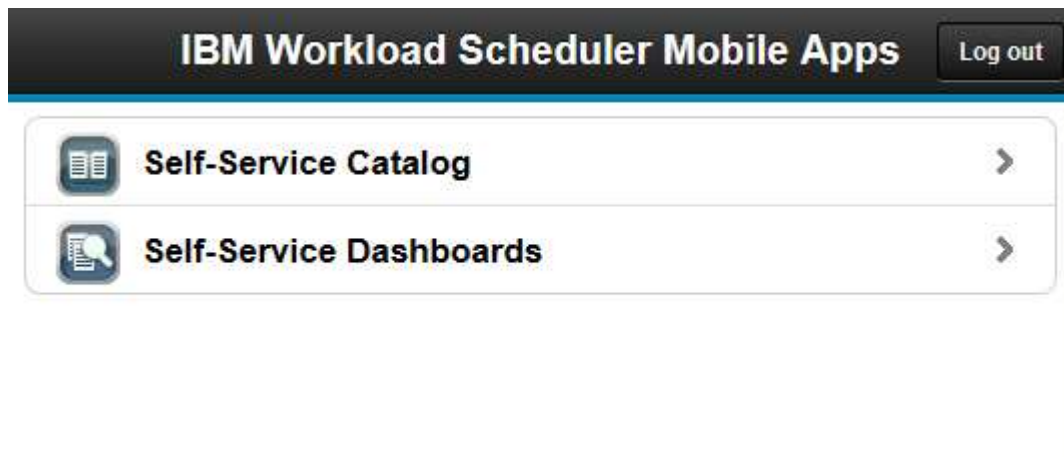 IBM Workload Scheduler Mobile Apps Log out
Self-Service Catalog
Self-Service Dashboards